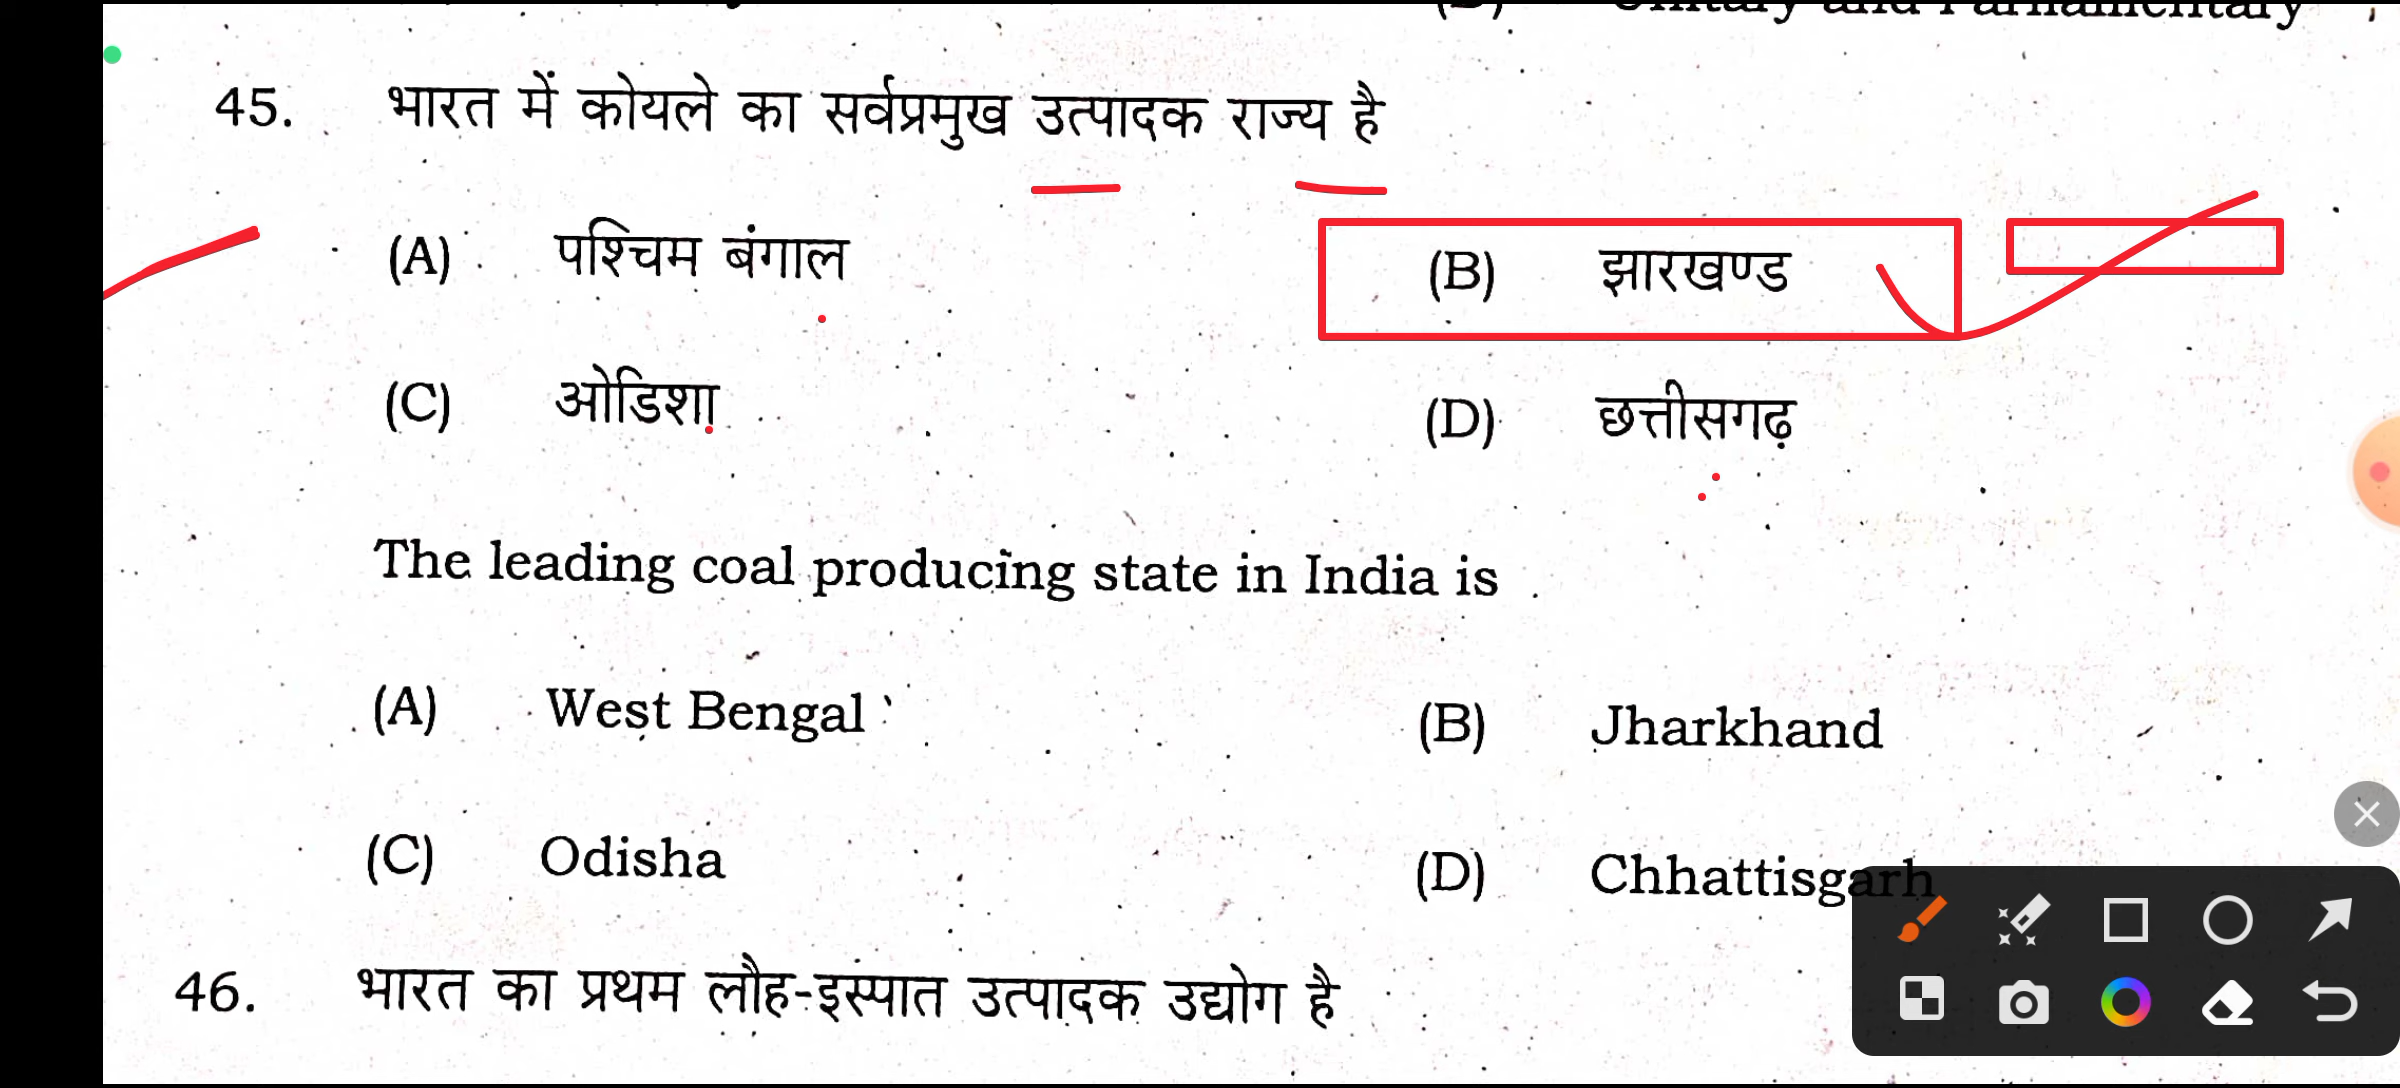 45. भारत में कोयले का सर्वप्रमुख उत्पादक राज्य है
(A) पश्चिम बंगाल (B) झारखण्ड
(C) ओडिशा (D) छत्तीसगढ़
The leading coal producing state in India is
(A) West Bengal (B) Jharkhand
(C) Odisha (D) Chhattisgarh
46. भारत का प्रथम लौह-इस्पात उत्पादक उद्योग है